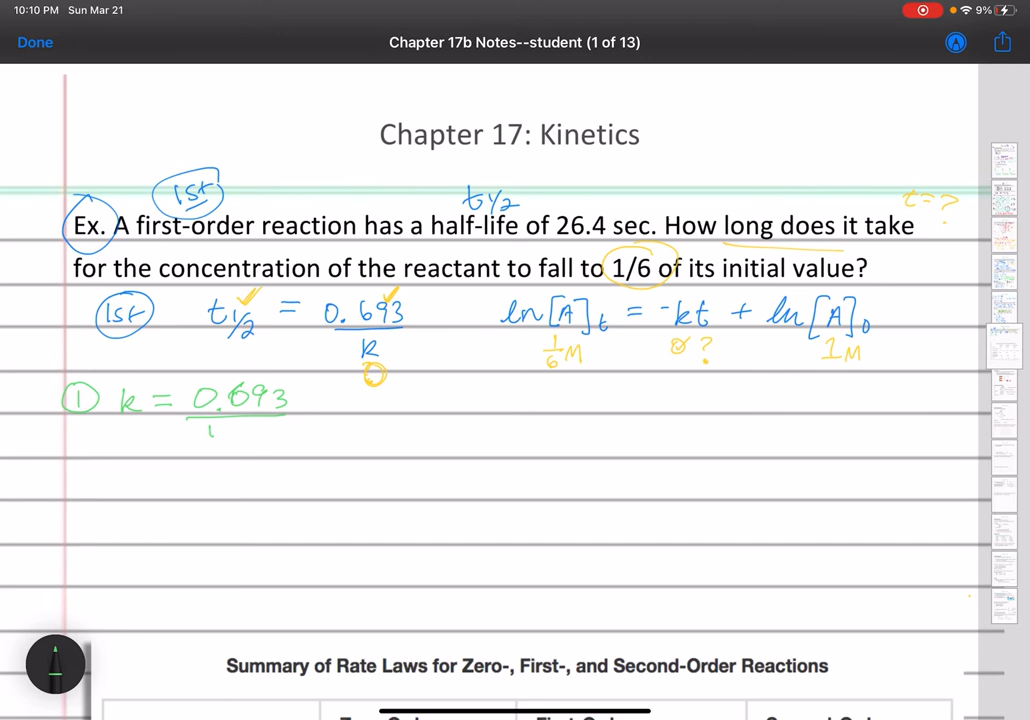 10:10 PM Sun Mar 21 9%
Done Chapter 17b Notes--student (1 of 13)
Chapter 17: Kinetics
1st t1/2 t = ?
Ex. A first-order reaction has a half-life of 26.4 sec. How long does it take
for the concentration of the reactant to fall to 1/6 of its initial value?
1st t1/2 = 0.693 / k ln[A]t = -kt + ln[A]0
1/6 M ? 1M
1 k = 0.693
Summary of Rate Laws for Zero-, First-, and Second-Order Reactions